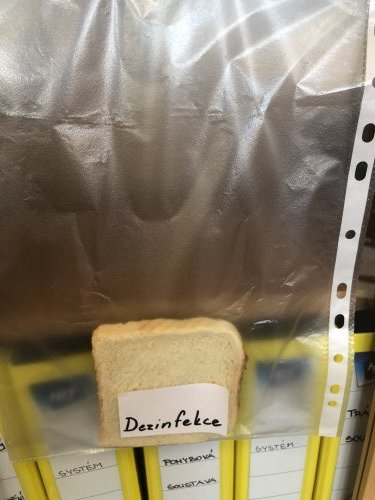 Dezinfekce
SYSTÉM
POHYBOVÁ
SOUSTAVA
SYSTÉM